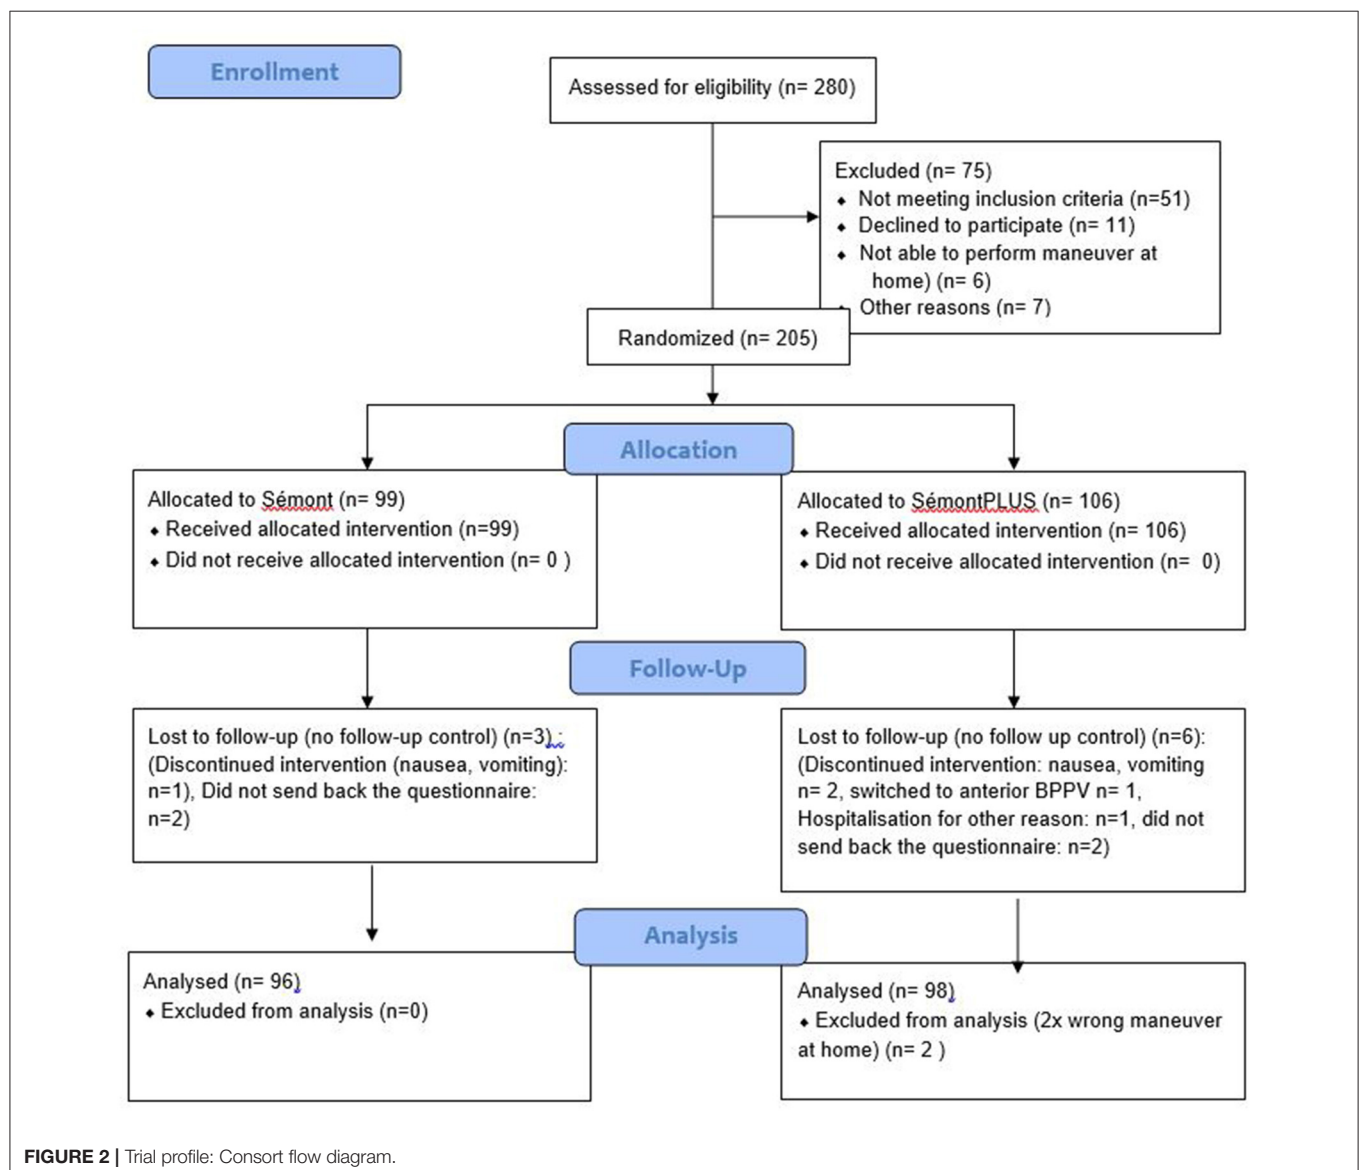 Enrollment
Assessed for eligibility (n= 280)
Excluded (n= 75)
⬥ Not meeting inclusion criteria (n=51)
⬥ Declined to participate (n= 11)
⬥ Not able to perform maneuver at
home) (n= 6)
Other reasons (n= 7)
Randomized (n= 205)
Allocation
Allocated to Sémont (n= 99)
⬥ Received allocated intervention (n=99)
⬥ Did not receive allocated intervention (n= 0 )
Allocated to SémontPLUS (n= 106)
⬥ Received allocated intervention (n= 106)
⬥ Did not receive allocated intervention (n= 0)
Follow-Up
Lost to follow-up (no follow-up control) (n=3) :
(Discontinued intervention (nausea, vomiting):
n=1), Did not send back the questionnaire:
n=2)
Lost to follow-up (no follow up control) (n=6):
(Discontinued intervention: nausea, vomiting
n= 2, switched to anterior BPPV n= 1,
Hospitalisation for other reason: n=1, did not
send back the questionnaire: n=2)
Analysis
Analysed (n= 96)
⬥ Excluded from analysis (n=0)
Analysed (n= 98)
⬥ Excluded from analysis (2x wrong maneuver
at home) (n= 2 )
FIGURE 2 | Trial profile: Consort flow diagram.